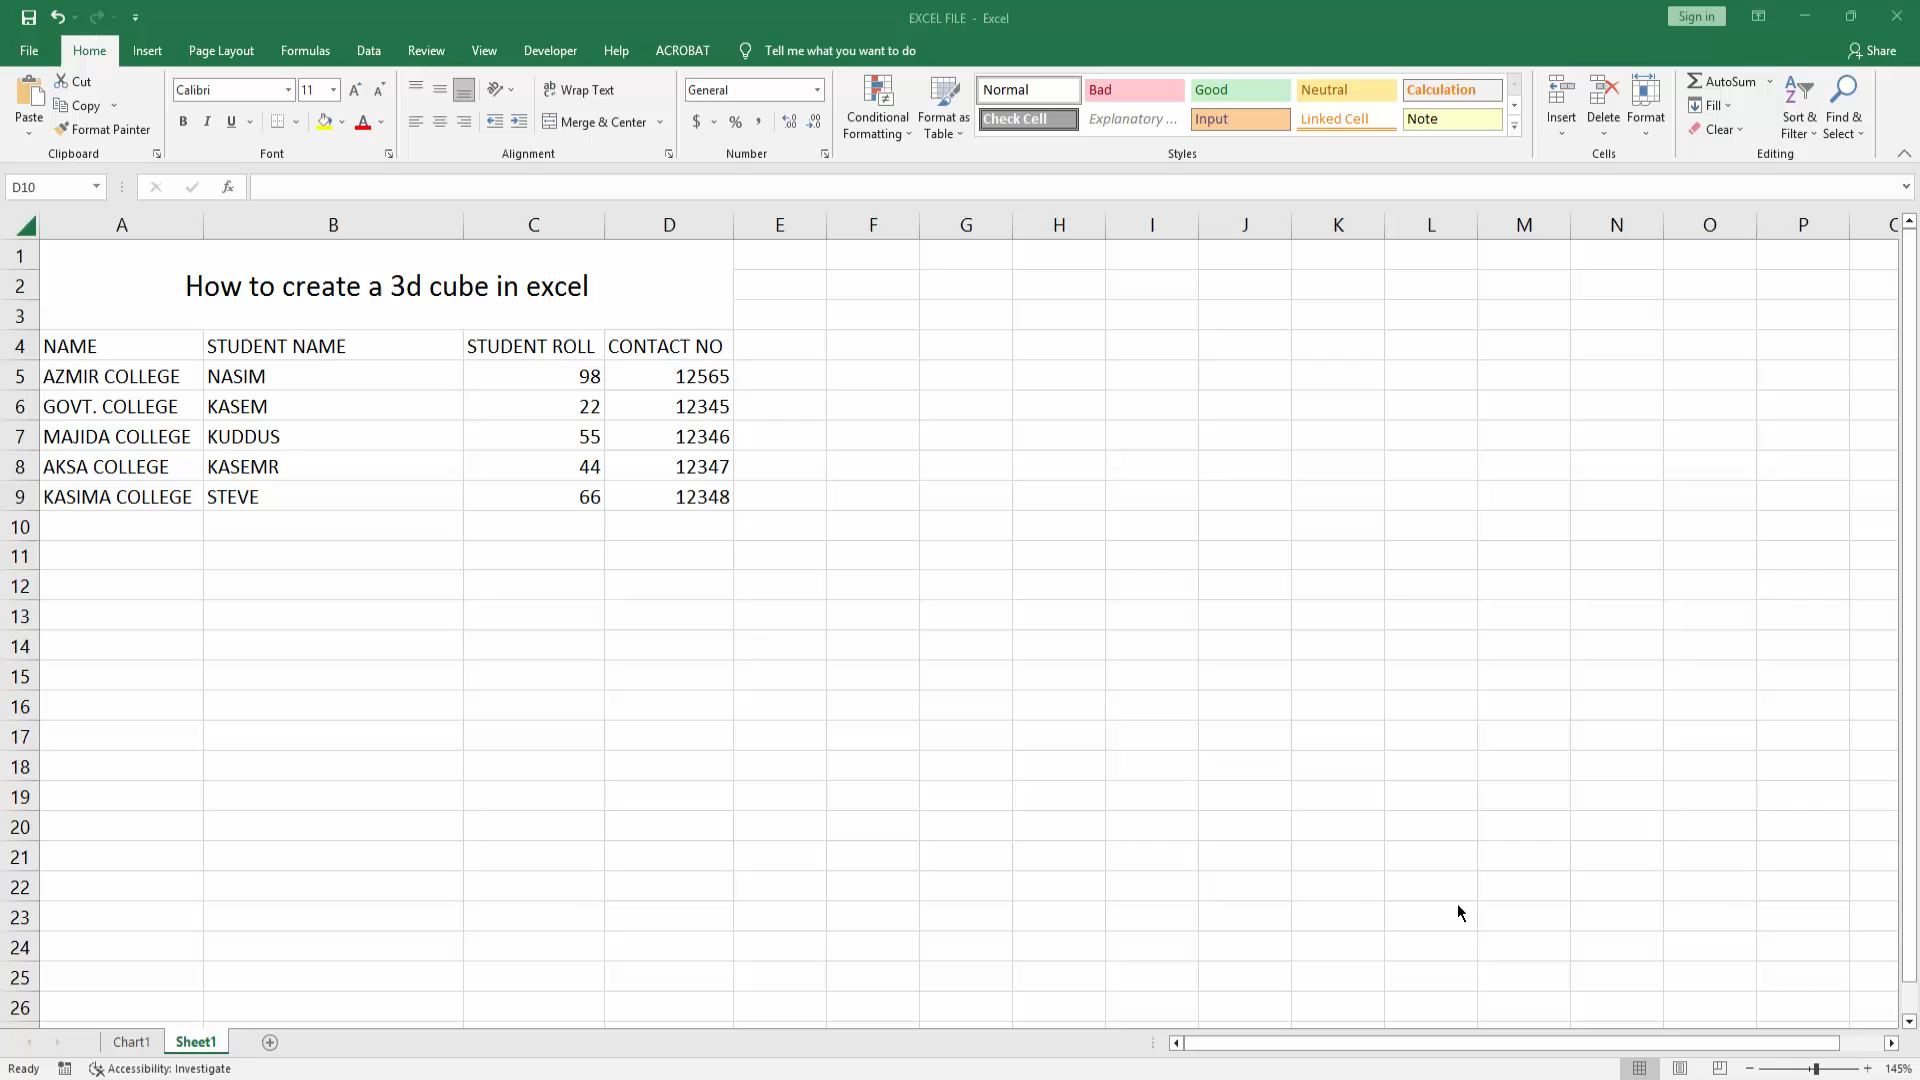 EXCEL FILE - Excel
Sign in
File Home Insert Page Layout Formulas Data Review View Developer Help ACROBAT Tell me what you want to do Share
Paste Cut Copy Format Painter
Clipboard
Calibri 11 A A
B I U A
Font
Wrap Text
Merge & Center
Alignment
General
$ % ,
Number
Conditional Formatting
Format as Table
Normal Bad Good Neutral Calculation
Check Cell Explanatory ... Input Linked Cell Note
Styles
Insert Delete Format
Cells
AutoSum
Fill
Clear
Sort & Filter
Find & Select
Editing
D10 fx
A B C D E F G H I J K L M N O P
1
2 How to create a 3d cube in excel
3
4 NAME STUDENT NAME STUDENT ROLL CONTACT NO
5 AZMIR COLLEGE NASIM 98 12565
6 GOVT. COLLEGE KASEM 22 12345
7 MAJIDA COLLEGE KUDDUS 55 12346
8 AKSA COLLEGE KASEMR 44 12347
9 KASIMA COLLEGE STEVE 66 12348
10
11
12
13
14
15
16
17
18
19
20
21
22
23
24
25
26
Chart1 Sheet1
Ready Accessibility: Investigate 145%